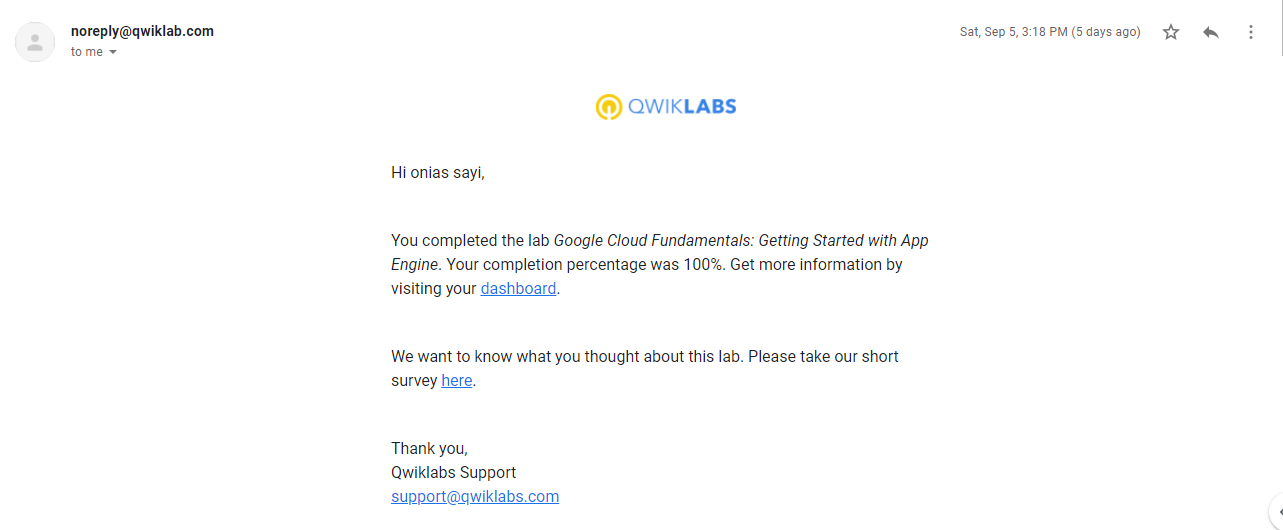 noreply@qwiklab.com
Sat, Sep 5, 3:18 PM (5 days ago)
to me
QWIKLABS
Hi onias sayi,
You completed the lab Google Cloud Fundamentals: Getting Started with App
Engine. Your completion percentage was 100%. Get more information by
visiting your dashboard.
We want to know what you thought about this lab. Please take our short
survey here.
Thank you,
Qwiklabs Support
support@qwiklabs.com